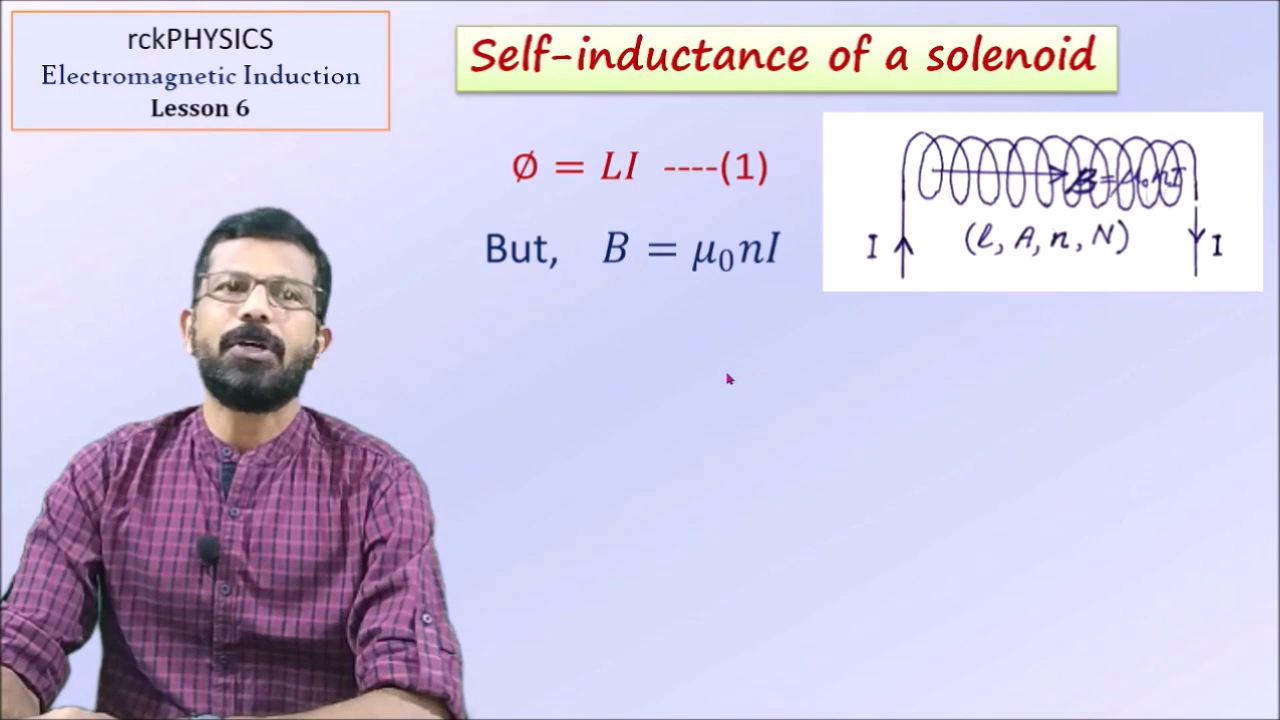 rckPHYSICS
Electromagnetic Induction
Lesson 6
Self-inductance of a solenoid
∅ = LI ----(1)
But, B = μ₀nI
B = μ₀nI
I (l, A, n, N) I